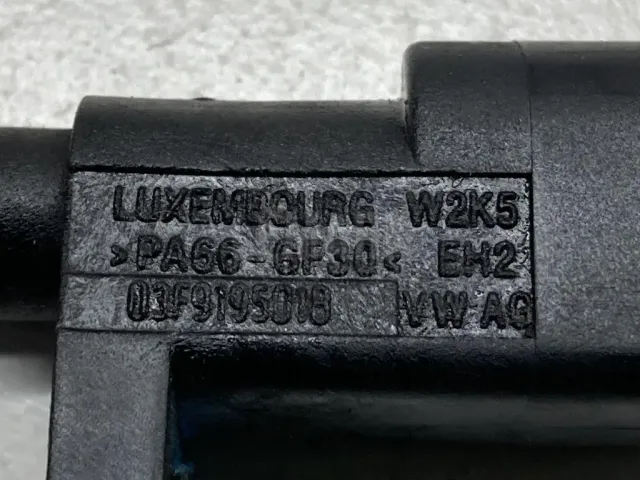 LUXEMBOURG W2K5
>PA66-GF30< EH2
03F919501B VW AG